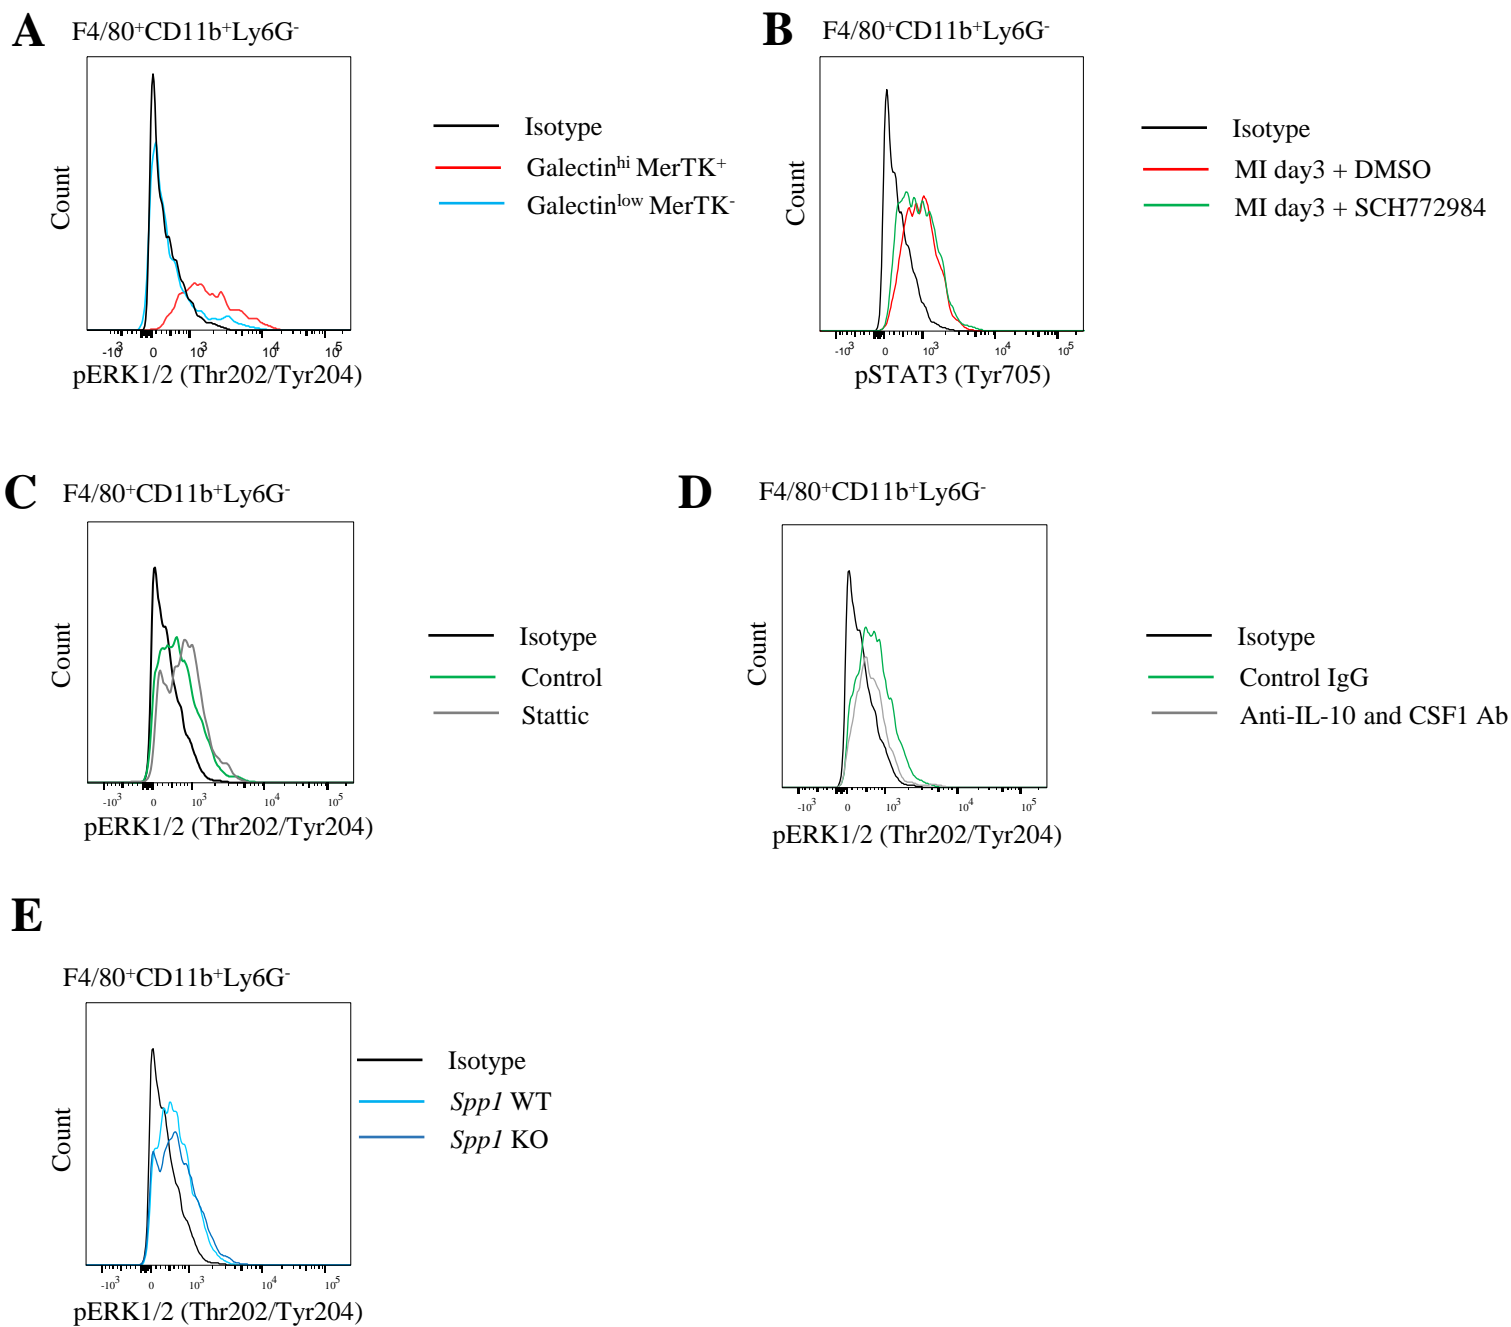 A
F4/80⁺CD11b⁺Ly6G⁻
Count
-10³ 0 10³ 10⁴ 10⁵
pERK1/2 (Thr202/Tyr204)
Isotype
Galectinʰⁱ MerTK⁺
Galectinˡᵒʷ MerTK⁻
B
F4/80⁺CD11b⁺Ly6G⁻
Count
-10³ 0 10³ 10⁴ 10⁵
pSTAT3 (Tyr705)
Isotype
MI day3 + DMSO
MI day3 + SCH772984
C
F4/80⁺CD11b⁺Ly6G⁻
Count
-10³ 0 10³ 10⁴ 10⁵
pERK1/2 (Thr202/Tyr204)
Isotype
Control
Stattic
D
F4/80⁺CD11b⁺Ly6G⁻
Count
-10³ 0 10³ 10⁴ 10⁵
pERK1/2 (Thr202/Tyr204)
Isotype
Control IgG
Anti-IL-10 and CSF1 Ab
E
F4/80⁺CD11b⁺Ly6G⁻
Count
-10³ 0 10³ 10⁴ 10⁵
pERK1/2 (Thr202/Tyr204)
Isotype
Spp1 WT
Spp1 KO